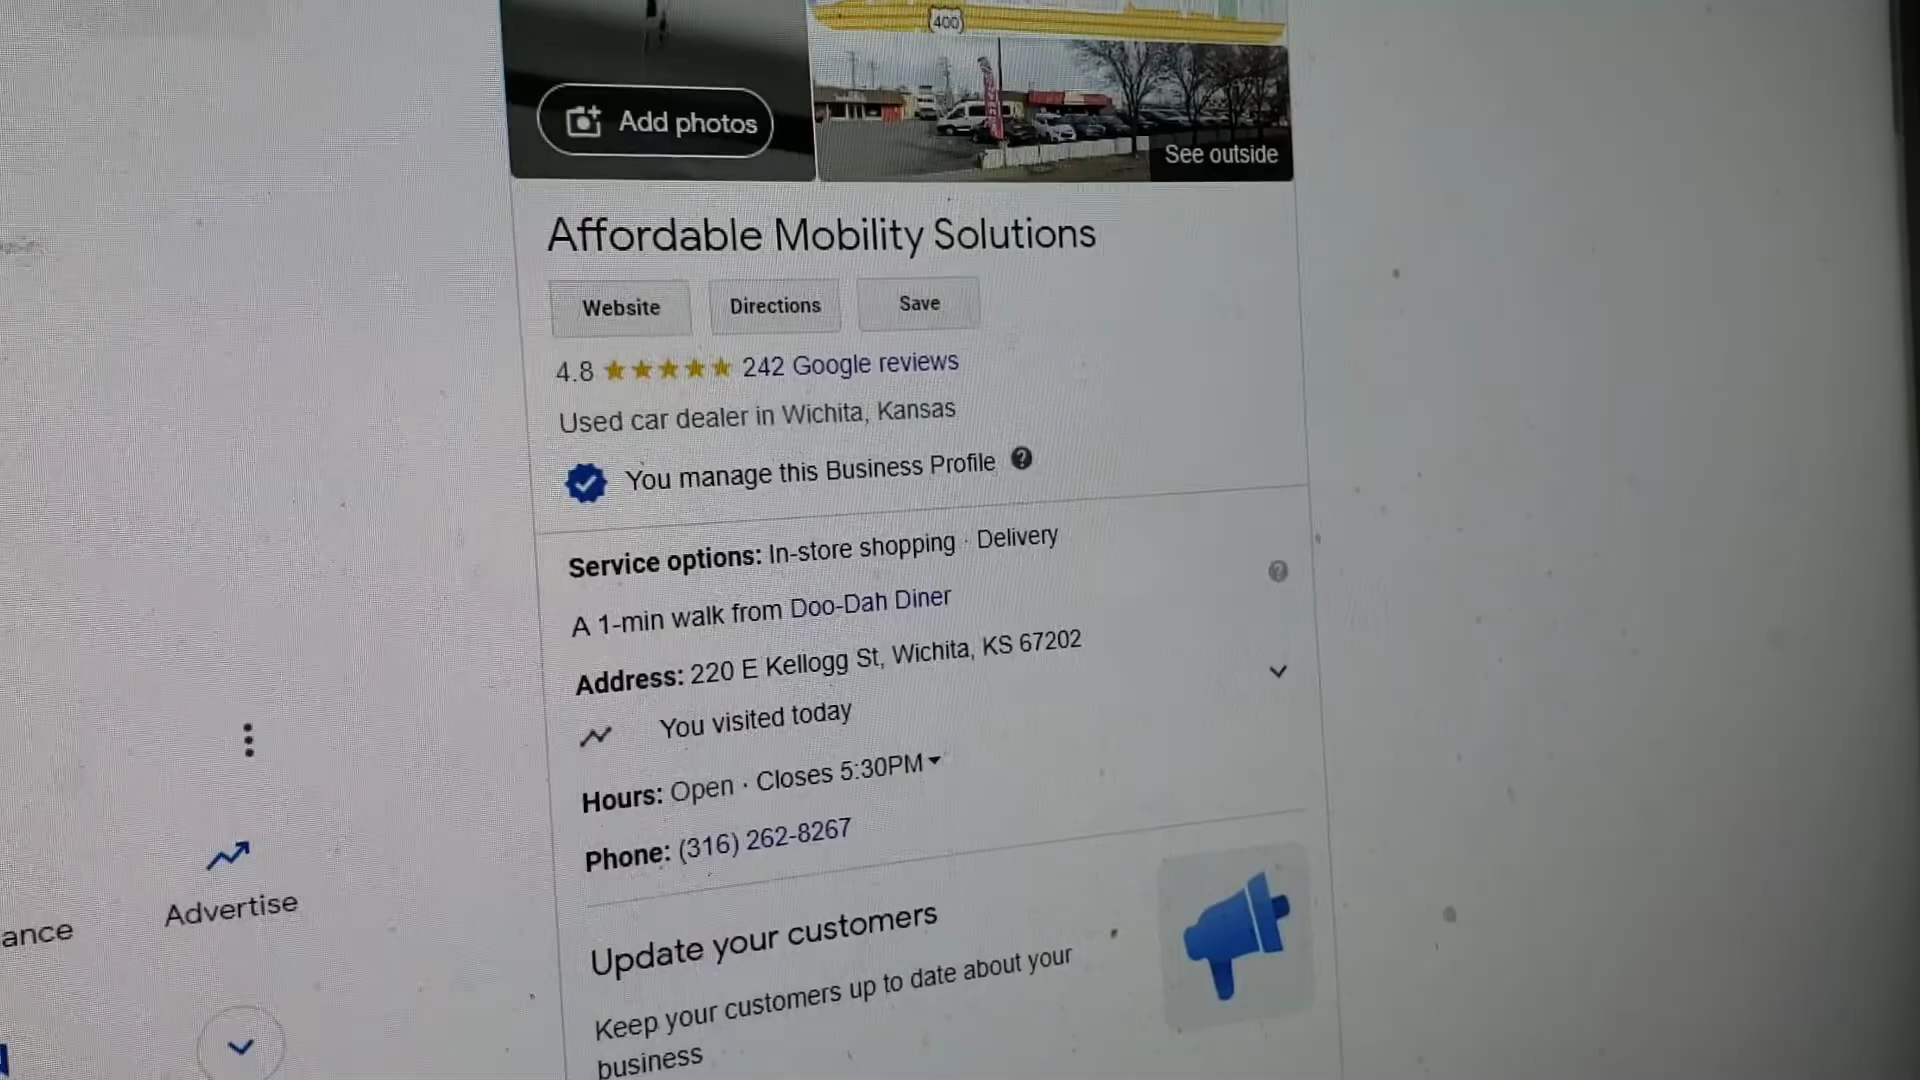 400
Add photos
See outside
Affordable Mobility Solutions
Website
Directions
Save
4.8
242 Google reviews
Used car dealer in Wichita, Kansas
You manage this Business Profile
Service options: In-store shopping · Delivery
A 1-min walk from Doo-Dah Diner
Address: 220 E Kellogg St, Wichita, KS 67202
You visited today
Hours: Open · Closes 5:30PM
Phone: (316) 262-8267
ance
Advertise
Update your customers
Keep your customers up to date about your
business